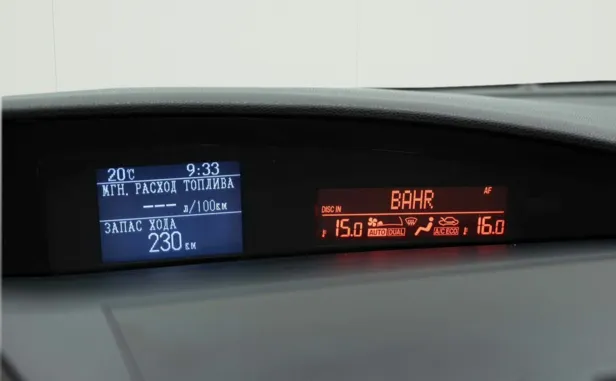 20°C 9:33
МГН. РАСХОД ТОПЛИВА
--- л/100км
ЗАПАС ХОДА
230 км
BAHR AF
DISC IN
15.0 AUTO DUAL A/C ECO 16.0